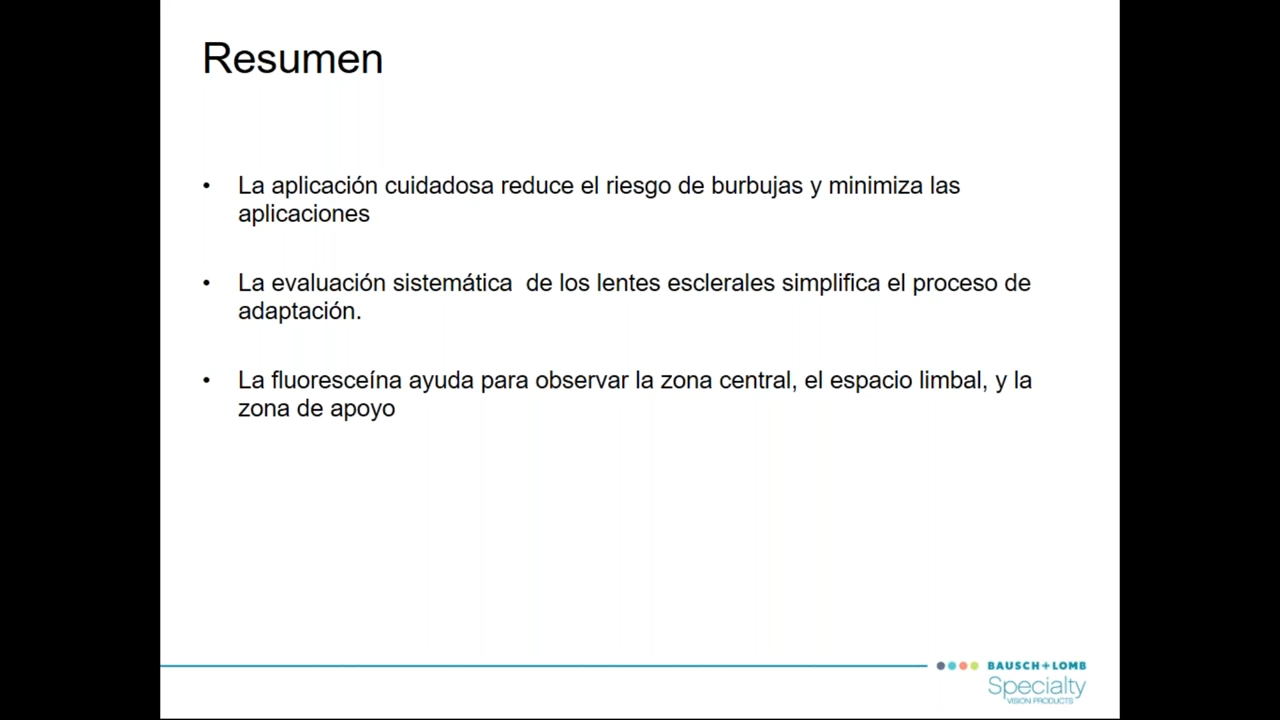 Resumen
• La aplicación cuidadosa reduce el riesgo de burbujas y minimiza las
aplicaciones
• La evaluación sistemática  de los lentes esclerales simplifica el proceso de
adaptación.
• La fluoresceína ayuda para observar la zona central, el espacio limbal, y la
zona de apoyo
BAUSCH+LOMB
Specialty
VISION PRODUCTS